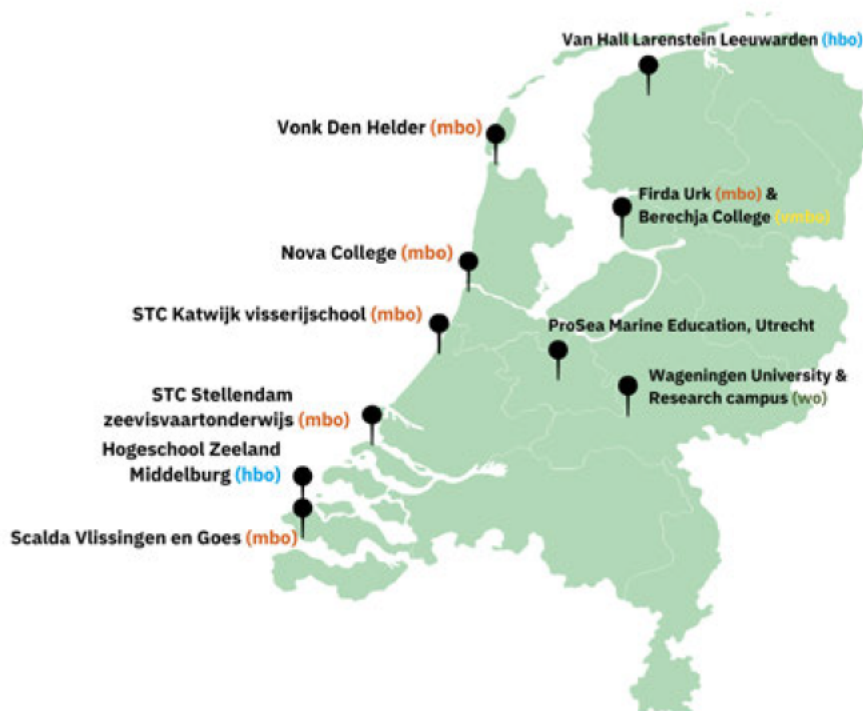 Van Hall Larenstein Leeuwarden (hbo)
Vonk Den Helder (mbo)
Firda Urk (mbo) &
Berechja College (vmbo)
Nova College (mbo)
STC Katwijk visserijschool (mbo)
ProSea Marine Education, Utrecht
Wageningen University &
Research campus (wo)
STC Stellendam
zeevisvaartonderwijs (mbo)
Hogeschool Zeeland
Middelburg (hbo)
Scalda Vlissingen en Goes (mbo)